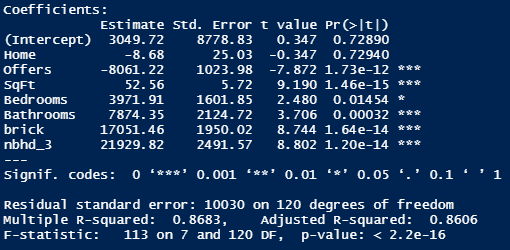 Coefficients:
             Estimate Std. Error t value Pr(>|t|)
(Intercept)   3049.72    8778.83   0.347  0.72890
Home            -8.68      25.03  -0.347  0.72940
Offers       -8061.22    1023.98  -7.872 1.73e-12 ***
SqFt            52.56       5.72   9.190 1.46e-15 ***
Bedrooms      3971.91    1601.85   2.480  0.01454 *
Bathrooms     7874.35    2124.72   3.706  0.00032 ***
brick        17051.46    1950.02   8.744 1.64e-14 ***
nbhd_3       21929.82    2491.57   8.802 1.20e-14 ***
---
Signif. codes:  0 ‘***’ 0.001 ‘**’ 0.01 ‘*’ 0.05 ‘.’ 0.1 ‘ ’ 1
Residual standard error: 10030 on 120 degrees of freedom
Multiple R-squared:  0.8683,	Adjusted R-squared:  0.8606
F-statistic:   113 on 7 and 120 DF,  p-value: < 2.2e-16